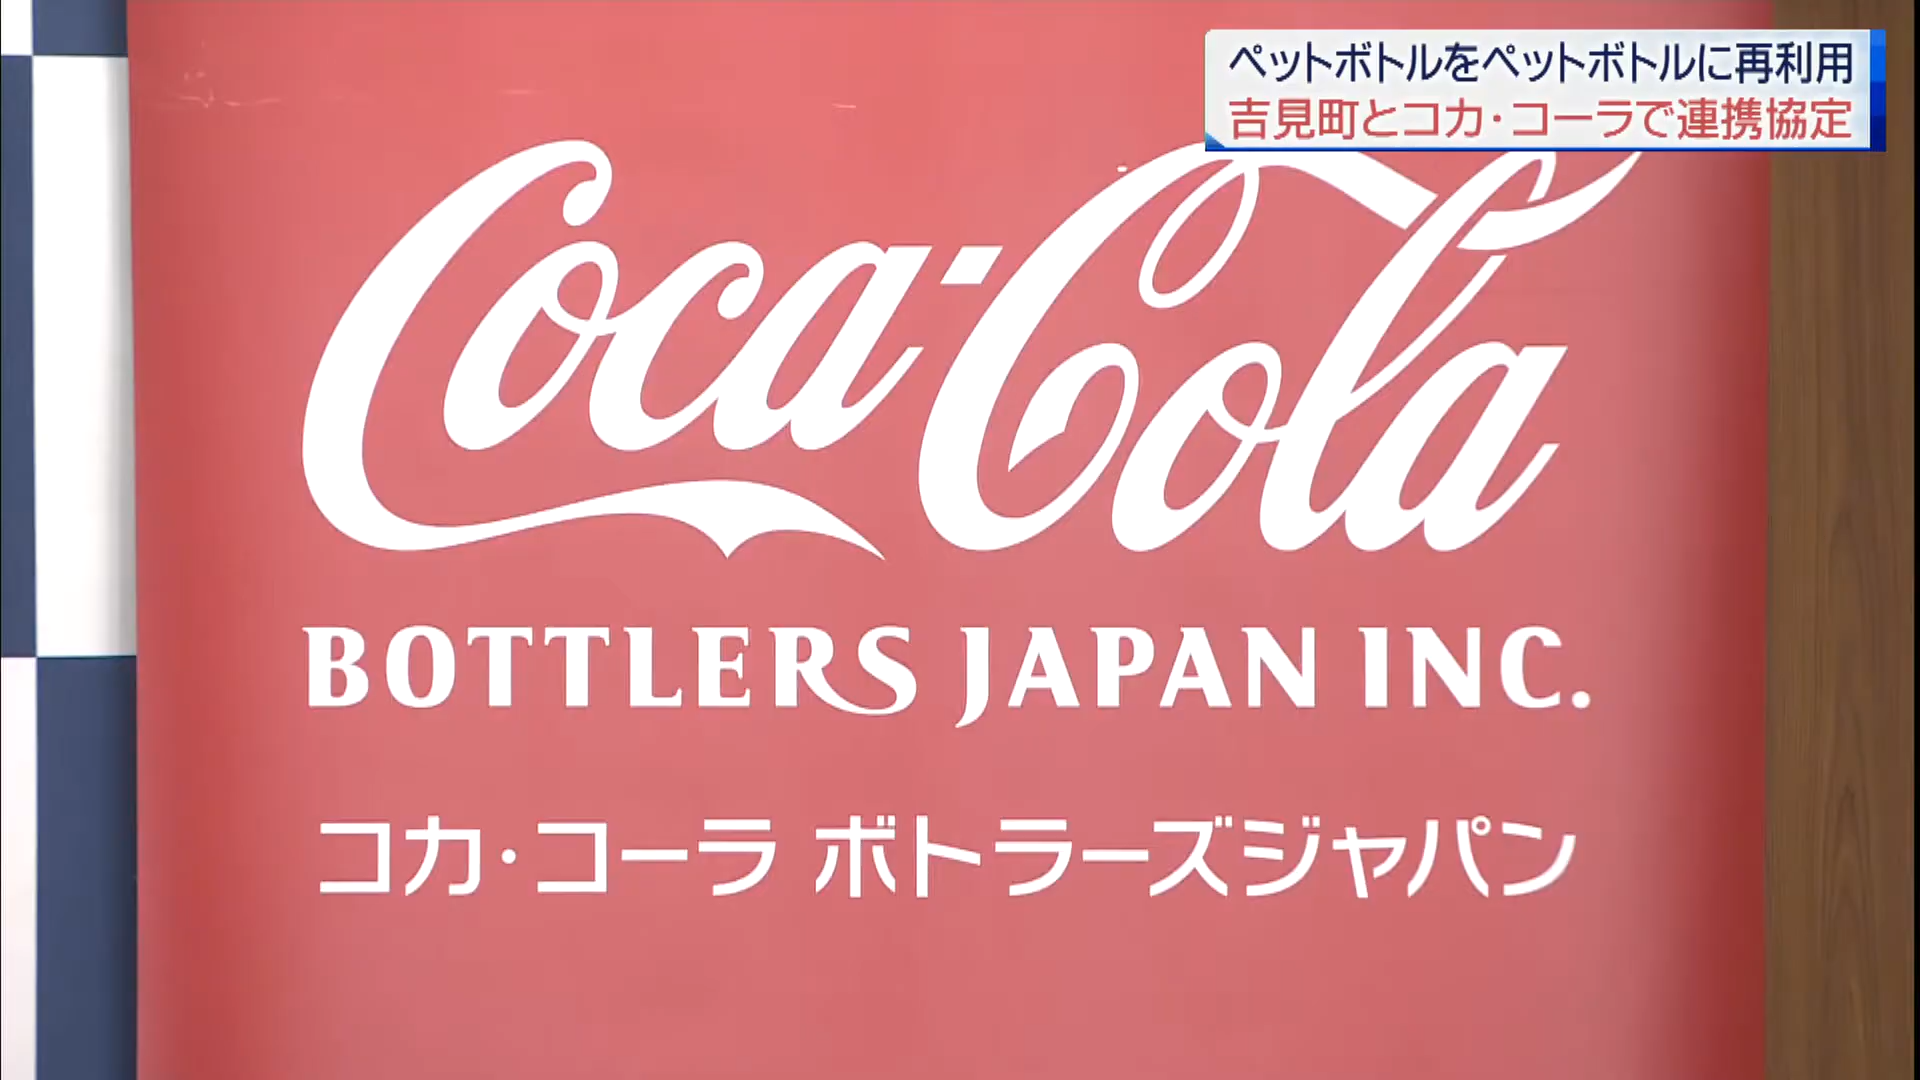 ペットボトルをペットボトルに再利用
吉見町とコカ・コーラで連携協定
Coca-Cola
BOTTLERS JAPAN INC.
コカ・コーラ ボトラーズジャパン